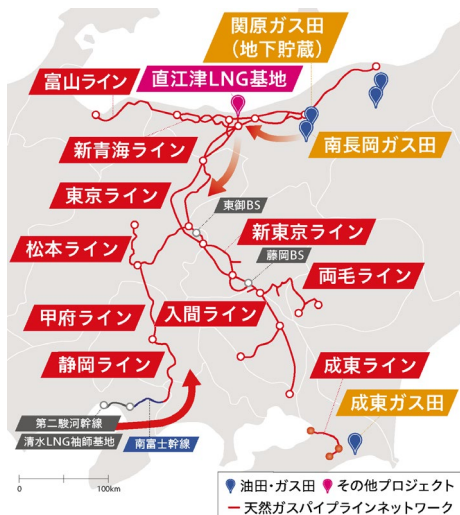 関原ガス田
(地下貯蔵)
富山ライン
直江津LNG基地
新青海ライン
南長岡ガス田
東京ライン
東御BS
新東京ライン
松本ライン
藤岡BS
両毛ライン
甲府ライン
入間ライン
静岡ライン
成東ライン
成東ガス田
第二駿河幹線
清水LNG袖師基地
南富士幹線
0 100km
油田・ガス田 その他プロジェクト
天然ガスパイプラインネットワーク